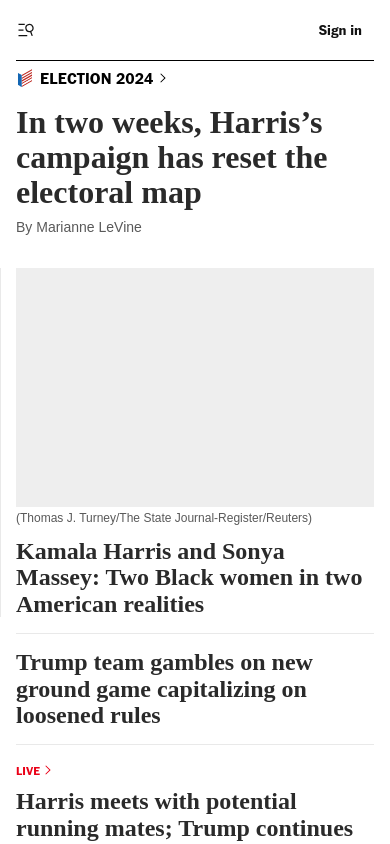 Sign in
ELECTION 2024
In two weeks, Harris’s
campaign has reset the
electoral map
By Marianne LeVine
(Thomas J. Turney/The State Journal-Register/Reuters)
Kamala Harris and Sonya
Massey: Two Black women in two
American realities
Trump team gambles on new
ground game capitalizing on
loosened rules
LIVE
Harris meets with potential
running mates; Trump continues